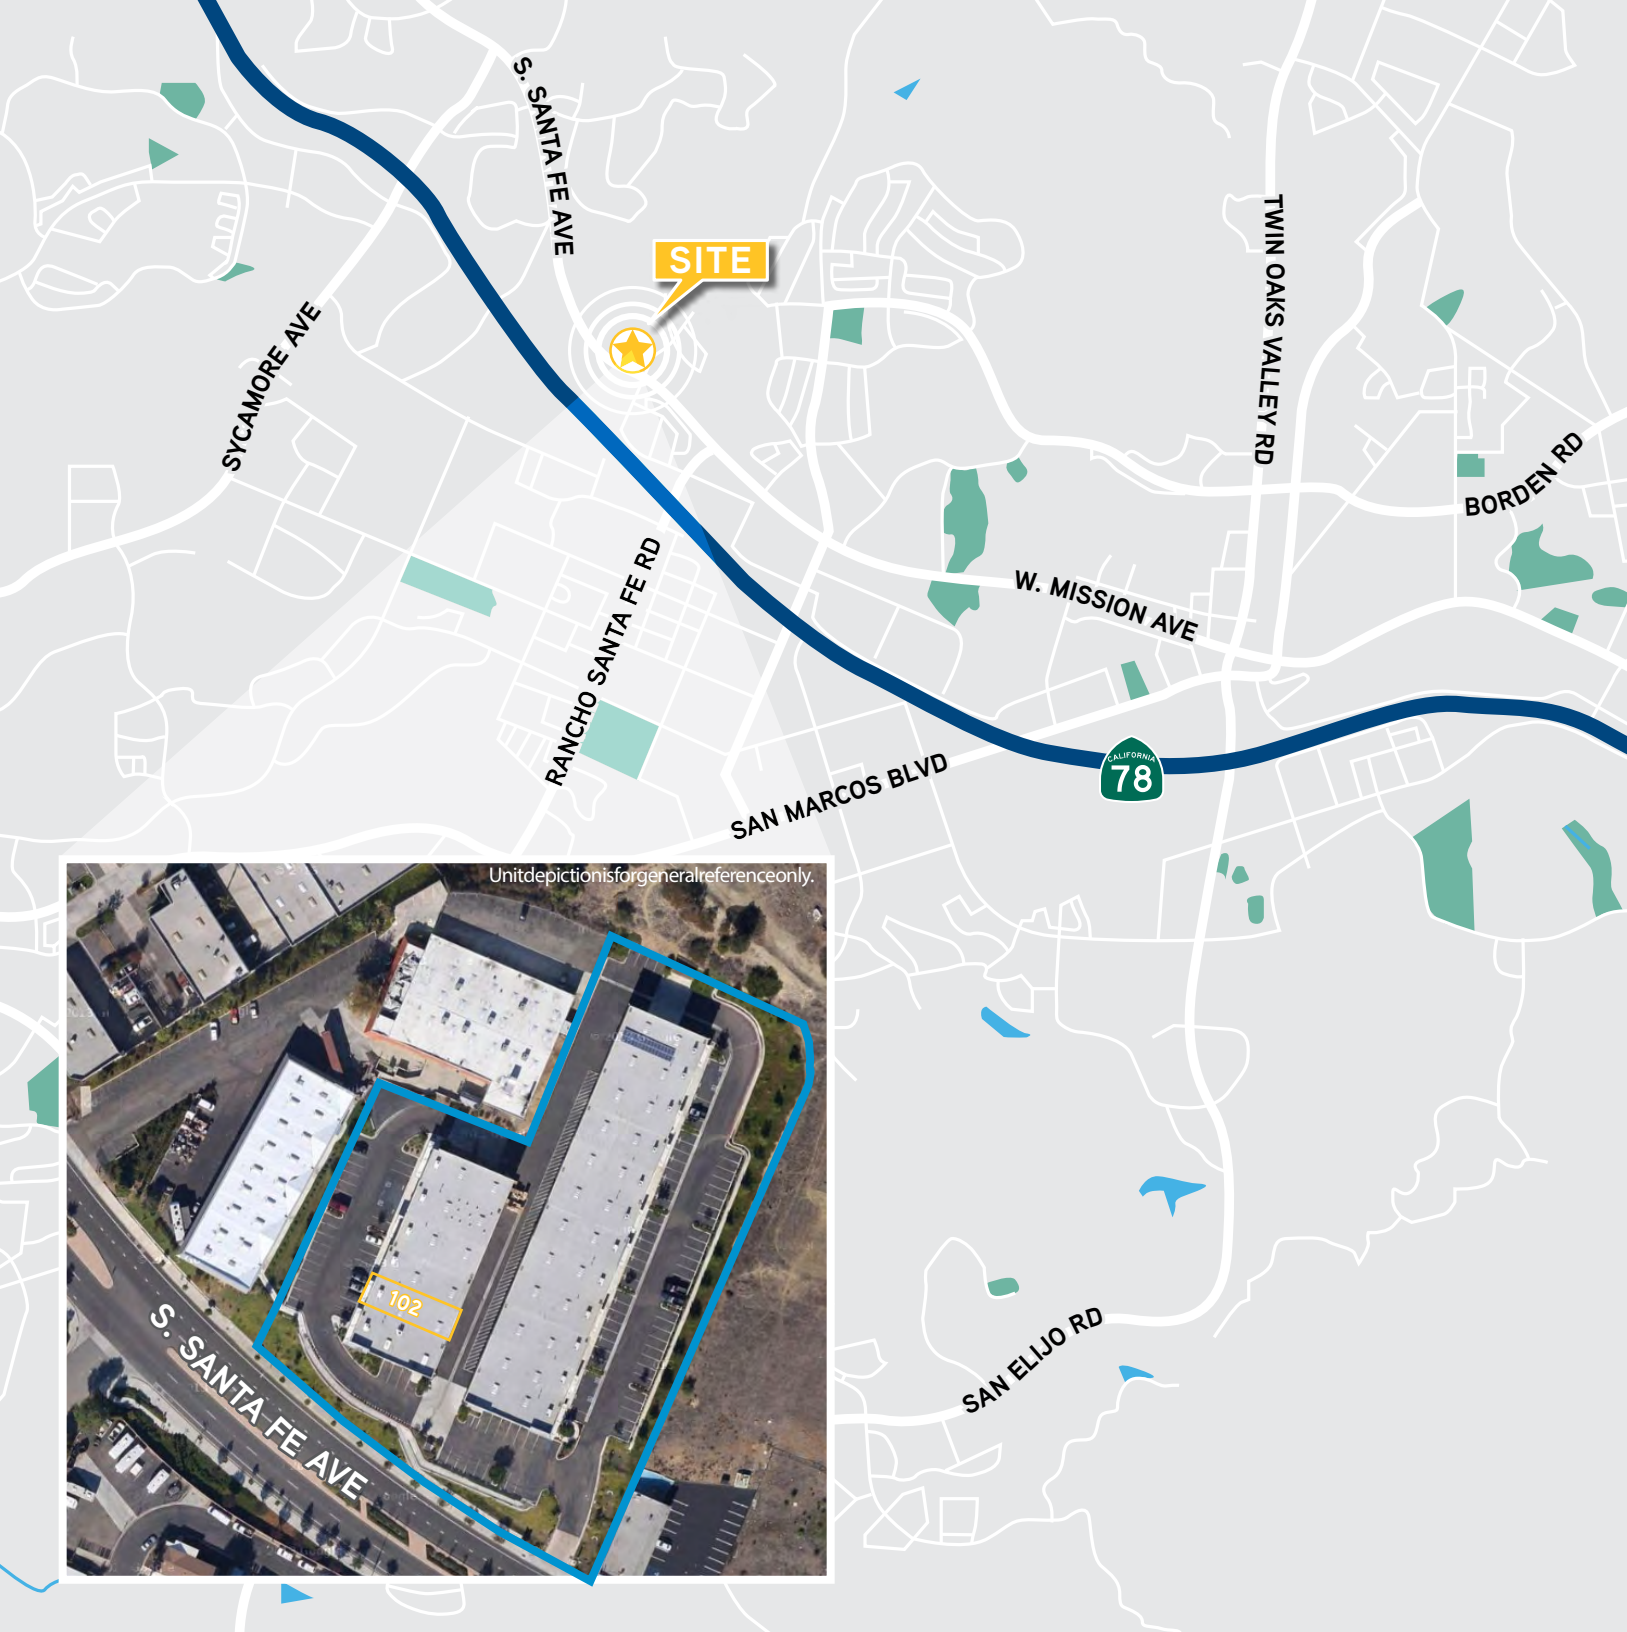 S. SANTA FE AVE
SITE
TWIN OAKS VALLEY RD
SYCAMORE AVE
BORDEN RD
RANCHO SANTA FE RD
W. MISSION AVE
SAN MARCOS BLVD
CALIFORNIA
78
Unitdepictionisforgeneralreferenceonly.
102
S. SANTA FE AVE
SAN ELIJO RD